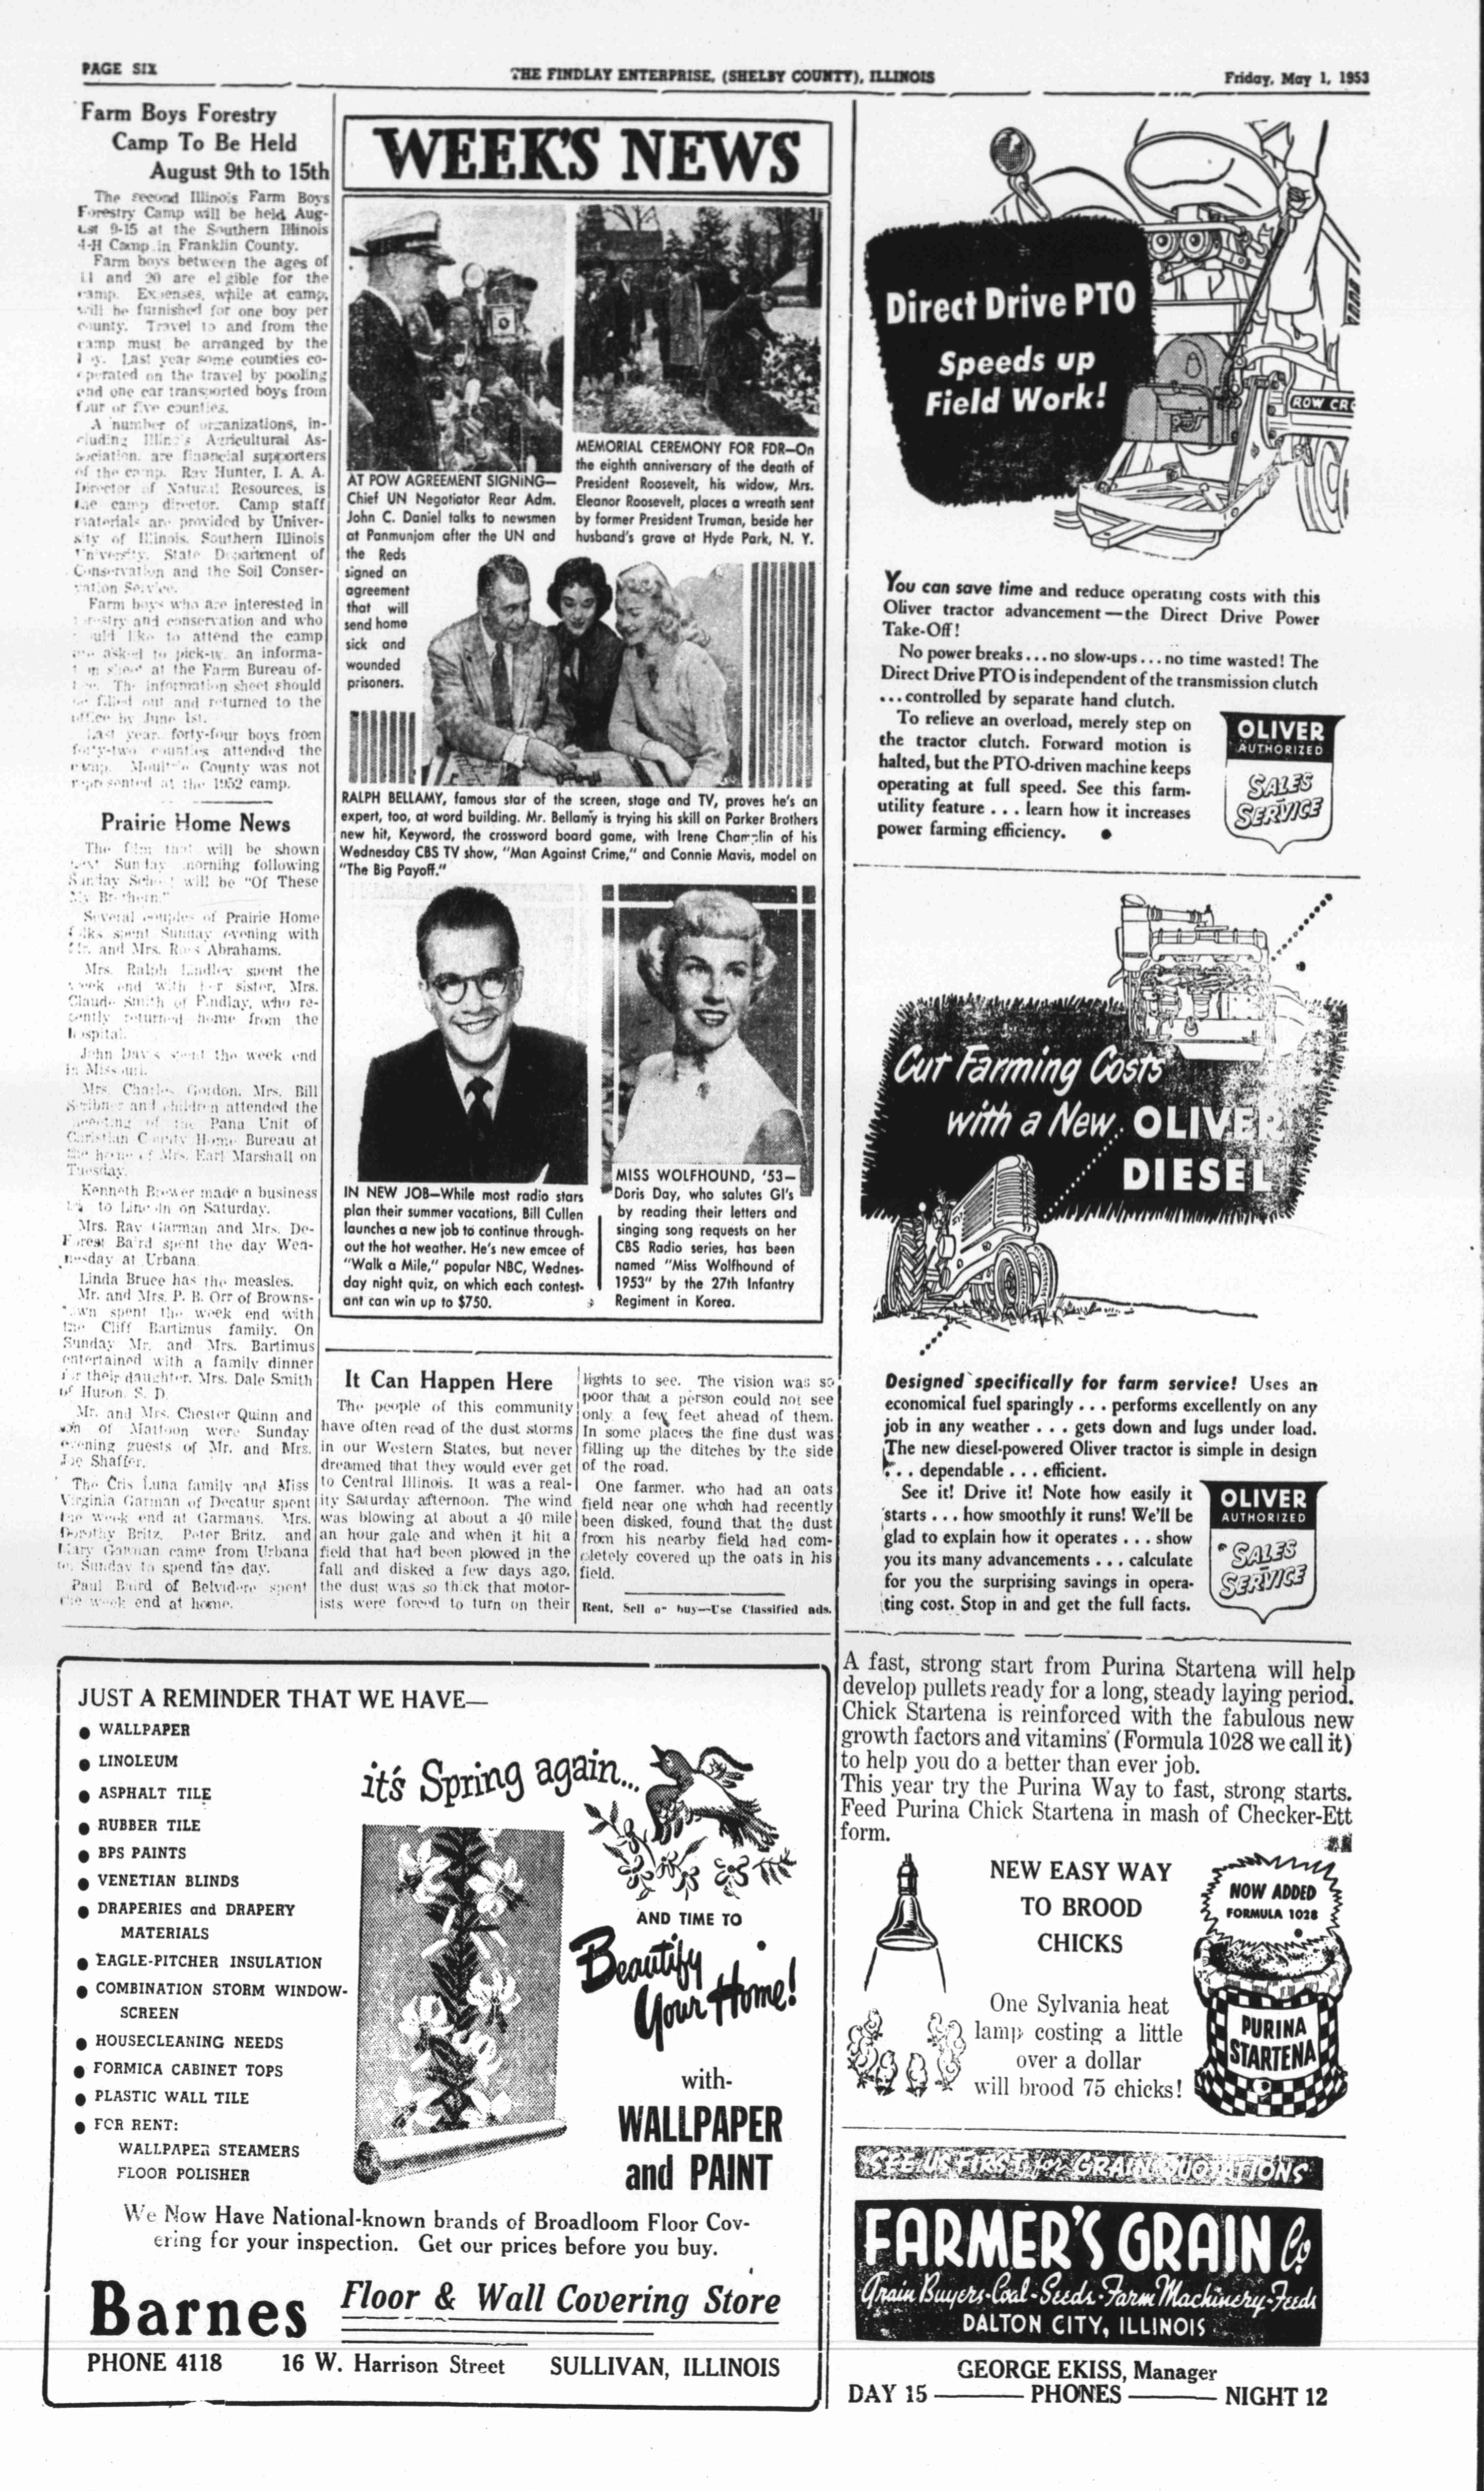 PAGE SIX
THE FINDLAY ENTERPRISE, (SHELBY COUNTY), ILLINOIS
Friday, May 1, 1953
Farm Boys Forestry
Camp To Be Held
August 9th to 15th
The second Illinois Farm Boys
Forestry Camp will be held Aug-
ust 9-15 at the Southern Illinois
4-H Camp in Franklin County.
Farm boys between the ages of
and 20 are eligible for the
camp. Expenses, while at camp,
will be furnished for one boy per
county. Travel to and from the
camp must be arranged by the
boy. Last year some counties co-
operated on the travel by pooling
and one car transported boys from
four or five counties.
A number of organizations, in-
cluding Illinois Agricultural As-
sociation, are financial supporters
of the camp. Ray Hunter, I. A. A.
Director of Natural Resources, is
the camp director. Camp staff
materials are provided by Univer-
sity of Illinois, Southern Illinois
University, State Department of
Conservation and the Soil Conser-
vation Service.
Farm boys who are interested in
forestry and conservation and who
would like to attend the camp
are asked to pick-up an informa-
tion sheet at the Farm Bureau of-
fice. The information sheet should
be filled out and returned to the
office by June 1st.
Last year, forty-four boys from
forty-two counties attended the
camp. Moultrie County was not
represented at the 1952 camp.
Prairie Home News
The film that will be shown
next Sunday mornihg following
Sunday School will be "Of These
My Brethern."
Several couples of Prairie Home
folks spent Sunday evening with
Mr. and Mrs. Ross Abrahams.
Mrs. Ralph Lindley spent the
week end with her sister, Mrs.
Claude Smith of Findlay, who re-
cently returned home from the
hospital.
John Davis spent the week end
in Missouri.
Mrs. Charles Gordon, Mrs. Bill
Scribner and children attended the
meeting of the Pana Unit of
Christian County Home Bureau at
the home of Mrs. Earl Marshall on
Tuesday.
Kenneth Brewer made a business
to Lincoln on Saturday.
Mrs. Ray Garman and Mrs. De-
Forest Baird spent the day Wed-
nesday at Urbana.
Linda Bruce has the measles.
Mr. and Mrs. P. B. Orr of Browns-
town spent the week end with
the Cliff Bartimus family. On
Sunday Mr. and Mrs. Bartimus
entertained with a family dinner
for their daughter, Mrs. Dale Smith
of Huron, S. D.
Mr. and Mrs. Chester Quinn and
son of Mattoon were Sunday
evening guests of Mr. and Mrs.
Joe Shaffer.
The Cris Luna family and Miss
Virginia Garman of Decatur spent
the week end at Garmans. Mrs.
Dorothy Britz, Peter Britz, and
Mary Garman came from Urbana
on Sunday to spend the day.
Paul Baird of Belvidere spent
the week end at home.
WEEK'S NEWS
AT POW AGREEMENT SIGNING—
Chief UN Negotiator Rear Adm.
John C. Daniel talks to newsmen
at Panmunjom after the UN and
the Reds
signed an
agreement
that will
send home
sick and
wounded
prisoners.
MEMORIAL CEREMONY FOR FDR—On
the eighth anniversary of the death of
President Roosevelt, his widow, Mrs.
Eleanor Roosevelt, places a wreath sent
by former President Truman, beside her
husband's grave at Hyde Park, N. Y.
RALPH BELLAMY, famous star of the screen, stage and TV, proves he's an
expert, too, at word building. Mr. Bellamy is trying his skill on Parker Brothers
new hit, Keyword, the crossword board game, with Irene Champlin of his
Wednesday CBS TV show, "Man Against Crime," and Connie Mavis, model on
"The Big Payoff."
IN NEW JOB—While most radio stars
plan their summer vacations, Bill Cullen
launches a new job to continue through-
out the hot weather. He's new emcee of
"Walk a Mile," popular NBC, Wednes-
day night quiz, on which each contest-
ant can win up to $750.
MISS WOLFHOUND, '53—
Doris Day, who salutes GI's
by reading their letters and
singing song requests on her
CBS Radio series, has been
named "Miss Wolfhound of
1953" by the 27th Infantry
Regiment in Korea.
It Can Happen Here
The people of this community
have often read of the dust storms
in our Western States, but never
dreamed that they would ever get
to Central Illinois. It was a real-
ity Saturday afternoon. The wind
was blowing at about a 40 mile
an hour gale and when it hit a
field that had been plowed in the
fall and disked a few days ago,
the dust was so thick that motor-
ists were forced to turn on their
lights to see. The vision was so
poor that a person could not see
only a few feet ahead of them.
In some places the fine dust was
filling up the ditches by the side
of the road.
One farmer, who had an oats
field near one whoh had recently
been disked, found that the dust
from his nearby field had com-
pletely covered up the oats in his
field.
Rent, Sell or buy—Use Classified ads.
Direct Drive PTO
Speeds up
Field Work!
ROW CR
You can save time and reduce operating costs with this
Oliver tractor advancement—the Direct Drive Power
Take-Off!
No power breaks...no slow-ups...no time wasted! The
Direct Drive PTO is independent of the transmission clutch
...controlled by separate hand clutch.
To relieve an overload, merely step on
the tractor clutch. Forward motion is
halted, but the PTO-driven machine keeps
operating at full speed. See this farm-
utility feature . . . learn how it increases
power farming efficiency.
OLIVER
AUTHORIZED
SALES
SERVICE
Cut Farming Costs
with a New OLIVER
DIESEL
Designed specifically for farm service! Uses an
economical fuel sparingly . . . performs excellently on any
job in any weather . . . gets down and lugs under load.
The new diesel-powered Oliver tractor is simple in design
. . . dependable . . . efficient.
See it! Drive it! Note how easily it
starts . . . how smoothly it runs! We'll be
glad to explain how it operates . . . show
you its many advancements . . . calculate
for you the surprising savings in opera-
ting cost. Stop in and get the full facts.
OLIVER
AUTHORIZED
SALES
SERVICE
A fast, strong start from Purina Startena will help
develop pullets ready for a long, steady laying period.
Chick Startena is reinforced with the fabulous new
growth factors and vitamins (Formula 1028 we call it)
to help you do a better than ever job.
This year try the Purina Way to fast, strong starts.
Feed Purina Chick Startena in mash of Checker-Ett
form.
NEW EASY WAY
TO BROOD
CHICKS
One Sylvania heat
lamp costing a little
over a dollar
will brood 75 chicks!
NOW ADDED
FORMULA 1028
PURINA
STARTENA
SEE US FIRST for GRAIN QUOTATIONS
FARMER'S GRAIN Co
Grain Buyers-Coal-Seeds-Farm Machinery-Feeds
DALTON CITY, ILLINOIS
GEORGE EKISS, Manager
DAY 15 ——— PHONES ——— NIGHT 12
JUST A REMINDER THAT WE HAVE—
● WALLPAPER
● LINOLEUM
● ASPHALT TILE
● RUBBER TILE
● BPS PAINTS
● VENETIAN BLINDS
● DRAPERIES and DRAPERY
MATERIALS
● EAGLE-PITCHER INSULATION
● COMBINATION STORM WINDOW-
SCREEN
● HOUSECLEANING NEEDS
● FORMICA CABINET TOPS
● PLASTIC WALL TILE
● FOR RENT:
WALLPAPER STEAMERS
FLOOR POLISHER
it's Spring again...
AND TIME TO
Beautify
Your Home!
with-
WALLPAPER
and PAINT
We Now Have National-known brands of Broadloom Floor Cov-
ering for your inspection. Get our prices before you buy.
Barnes
Floor & Wall Covering Store
PHONE 4118
16 W. Harrison Street
SULLIVAN, ILLINOIS